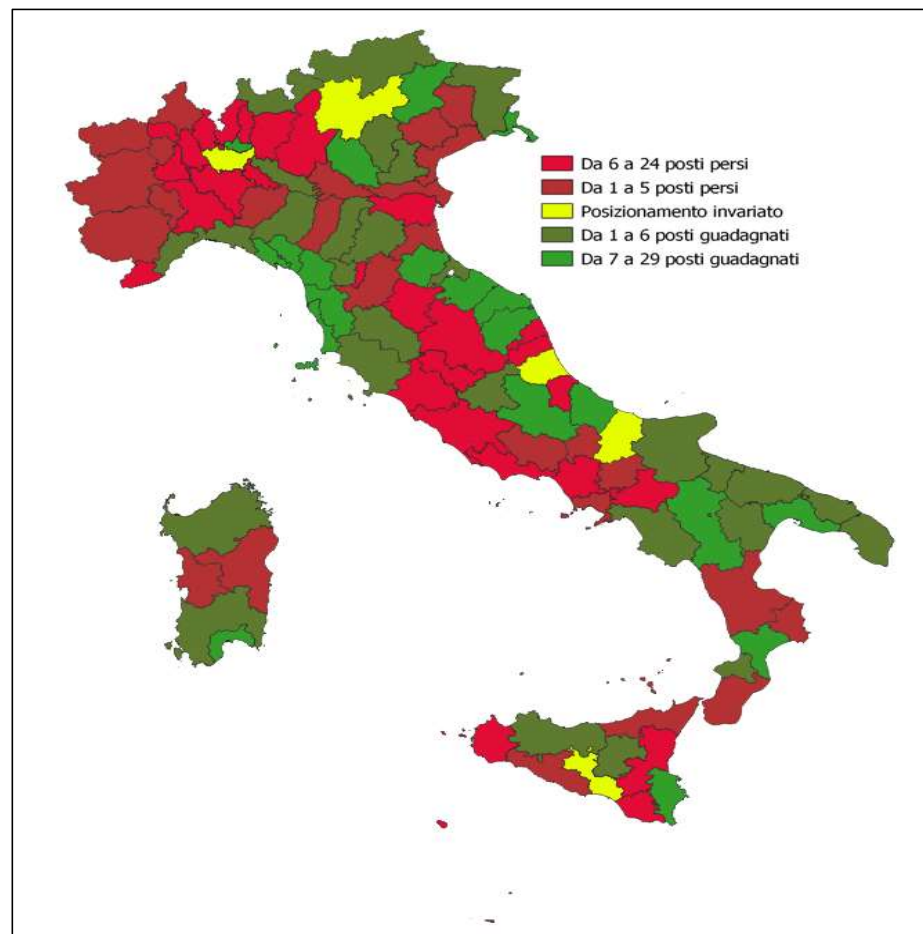 Da 6 a 24 posti persi
Da 1 a 5 posti persi
Posizionamento invariato
Da 1 a 6 posti guadagnati
Da 7 a 29 posti guadagnati